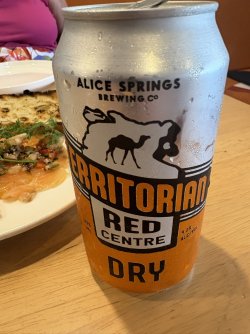 ALICE SPRINGS
BREWING CO
TERRITORIAN
RED
CENTRE
DRY